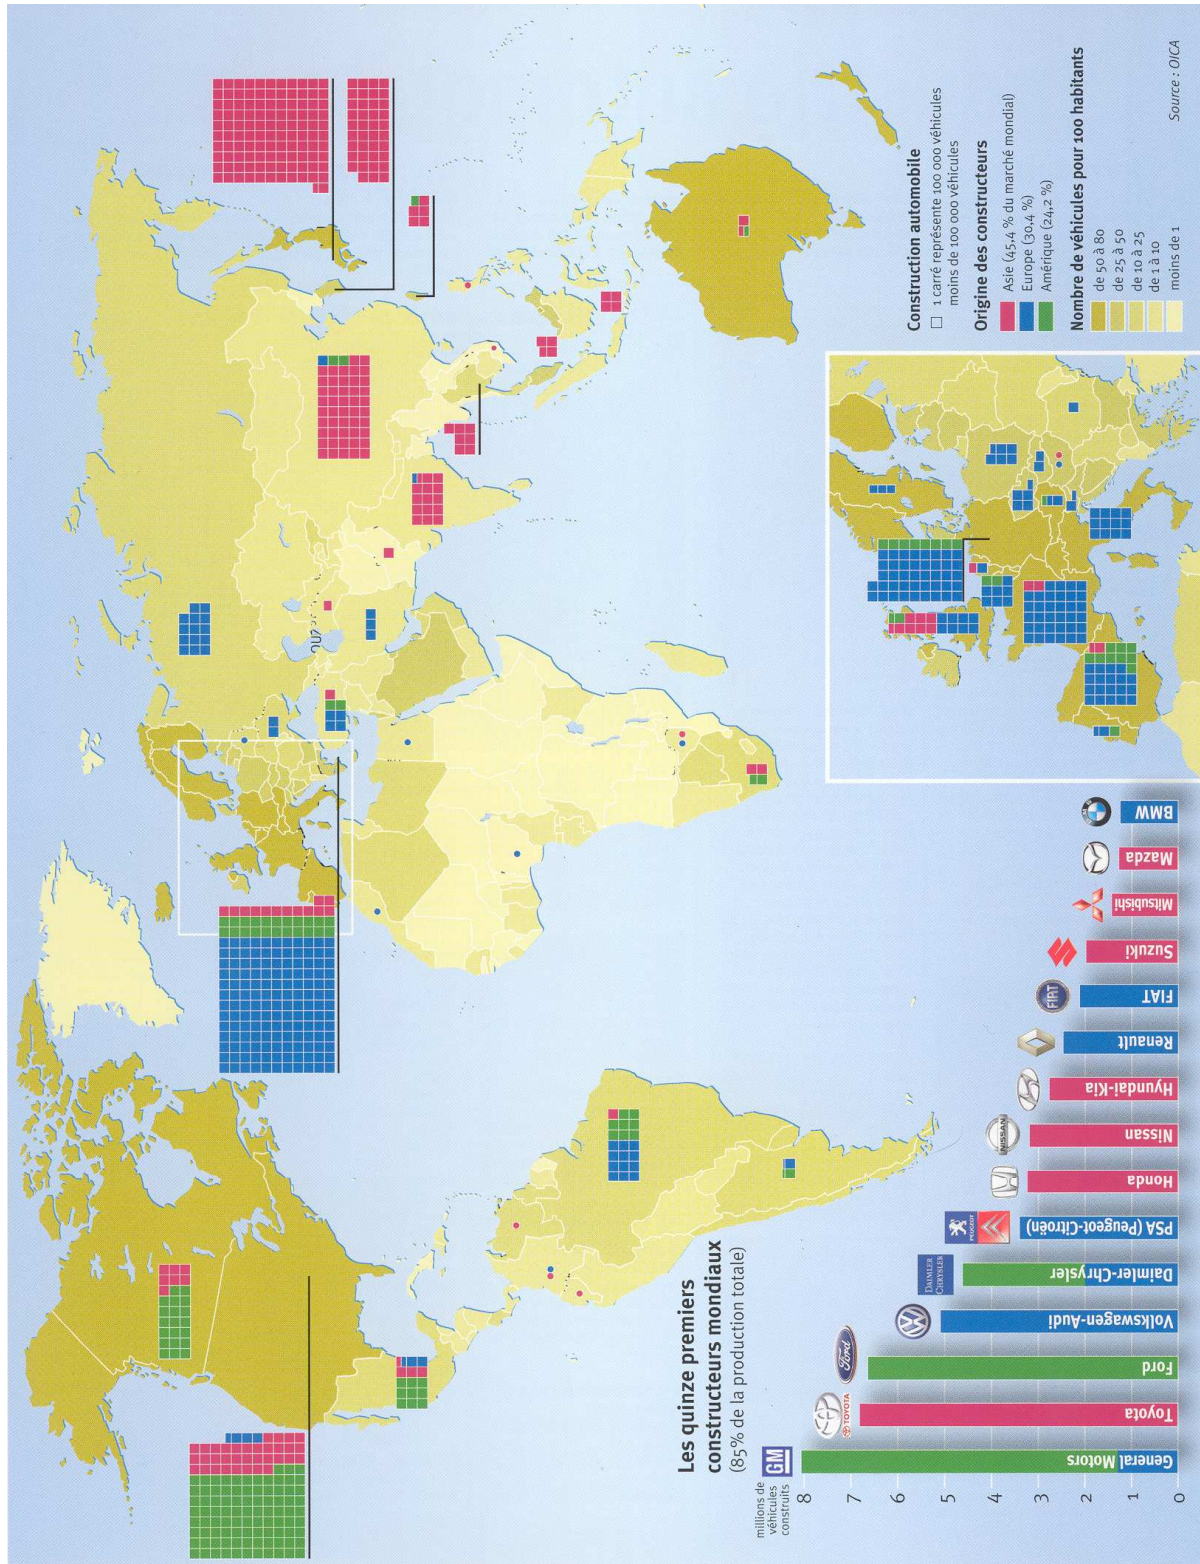 Les quinze premiers
constructeurs mondiaux
(85% de la production totale)
millions de
véhicules
construits
8
7
6
5
4
3
2
1
0
GM
General Motors
TOYOTA
Toyota
Ford
Ford
Volkswagen-Audi
DAIMLER
CHRYSLER
Daimler-Chrysler
PEUGEOT
PSA (Peugeot-Citroën)
Honda
NISSAN
Nissan
Hyundai-Kia
Renault
FIAT
FIAT
Suzuki
Mitsubishi
Mazda
BMW
Construction automobile
1 carré représente 100 000 véhicules
moins de 100 000 véhicules
Origine des constructeurs
Asie (45,4 % du marché mondial)
Europe (30,4 %)
Amérique (24,2 %)
Nombre de véhicules pour 100 habitants
de 50 à 80
de 25 à 50
de 10 à 25
de 1 à 10
moins de 1
Source : OICA